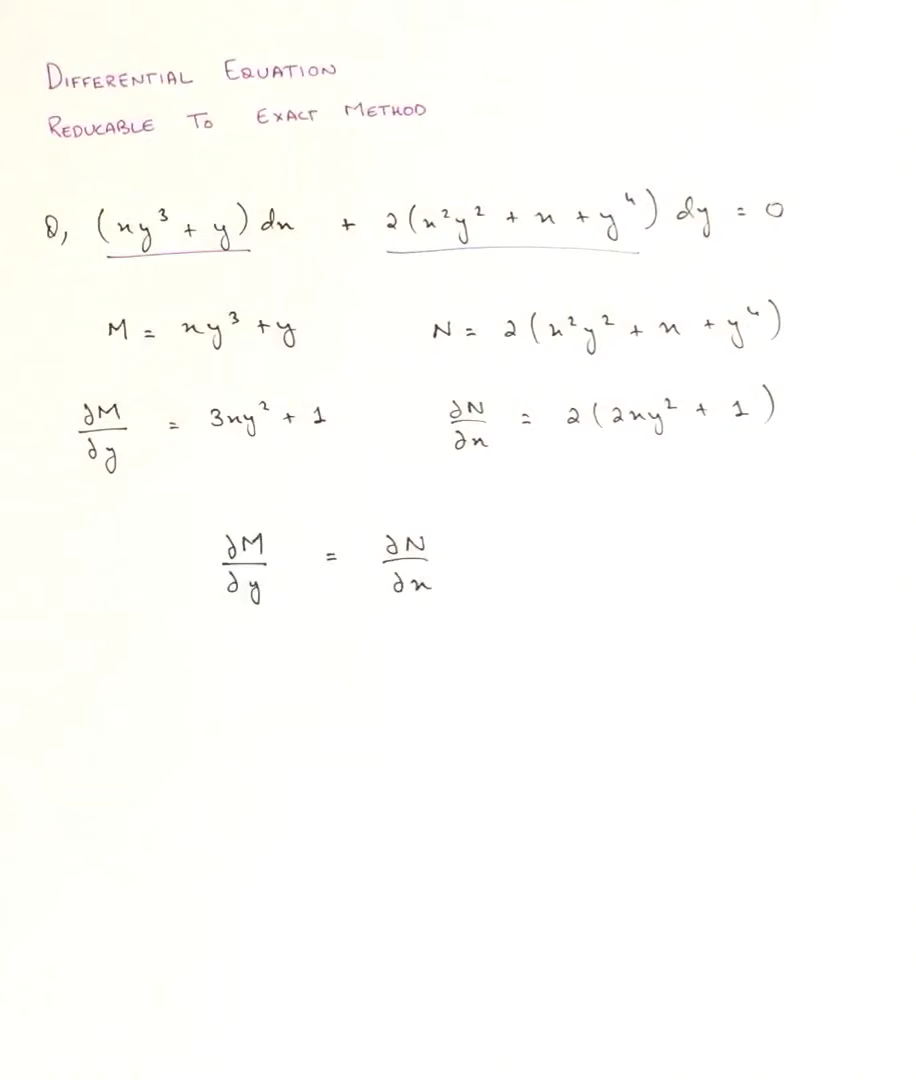 DIFFERENTIAL EQUATION
REDUCABLE TO EXACT METHOD
Q, (xy³ + y) dx + 2(x²y² + x + y⁴) dy = 0
M = xy³ + y N = 2(x²y² + x + y⁴)
∂M/∂y = 3xy² + 1 ∂N/∂x = 2(2xy² + 1)
∂M/∂y = ∂N/∂x